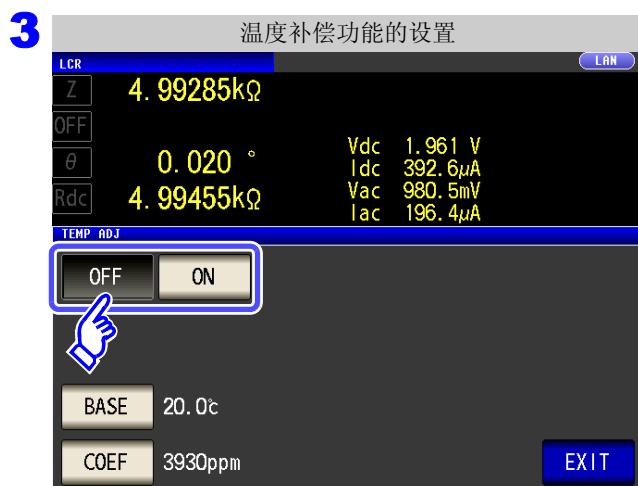 3
温度补偿功能的设置
LCR
LAN
Z 4.99285kΩ
OFF
Vdc 1.961 V
Idc 392.6μA
θ 0.020 °
Vac 980.5mV
Rdc 4.99455kΩ
Iac 196.4μA
TEMP ADJ
OFF ON
BASE 20.0℃
COEF 3930ppm
EXIT